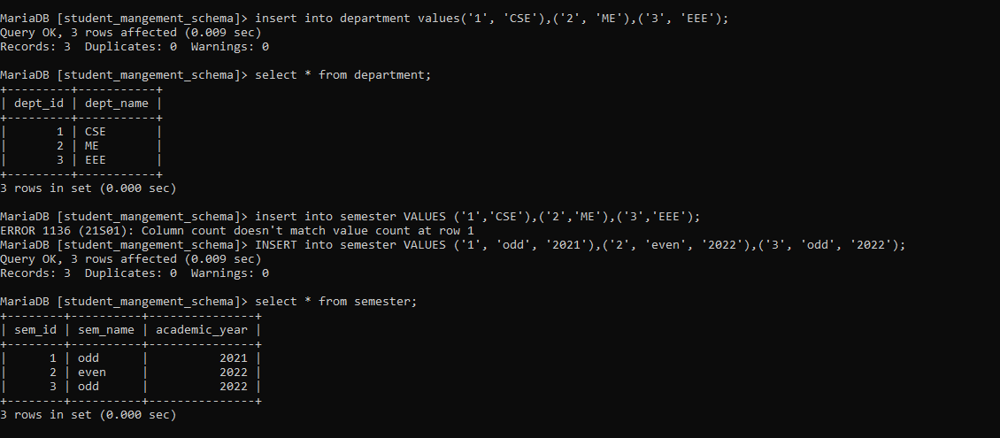 MariaDB [student_mangement_schema]> insert into department values('1', 'CSE'),('2', 'ME'),('3', 'EEE');
Query OK, 3 rows affected (0.009 sec)
Records: 3  Duplicates: 0  Warnings: 0

MariaDB [student_mangement_schema]> select * from department;
+---------+-----------+
| dept_id | dept_name |
+---------+-----------+
|       1 | CSE       |
|       2 | ME        |
|       3 | EEE       |
+---------+-----------+
3 rows in set (0.000 sec)

MariaDB [student_mangement_schema]> insert into semester VALUES ('1','CSE'),('2','ME'),('3','EEE');
ERROR 1136 (21S01): Column count doesn't match value count at row 1
MariaDB [student_mangement_schema]> INSERT into semester VALUES ('1', 'odd', '2021'),('2', 'even', '2022'),('3', 'odd', '2022');
Query OK, 3 rows affected (0.009 sec)
Records: 3  Duplicates: 0  Warnings: 0

MariaDB [student_mangement_schema]> select * from semester;
+--------+----------+---------------+
| sem_id | sem_name | academic_year |
+--------+----------+---------------+
|      1 | odd      |          2021 |
|      2 | even     |          2022 |
|      3 | odd      |          2022 |
+--------+----------+---------------+
3 rows in set (0.000 sec)